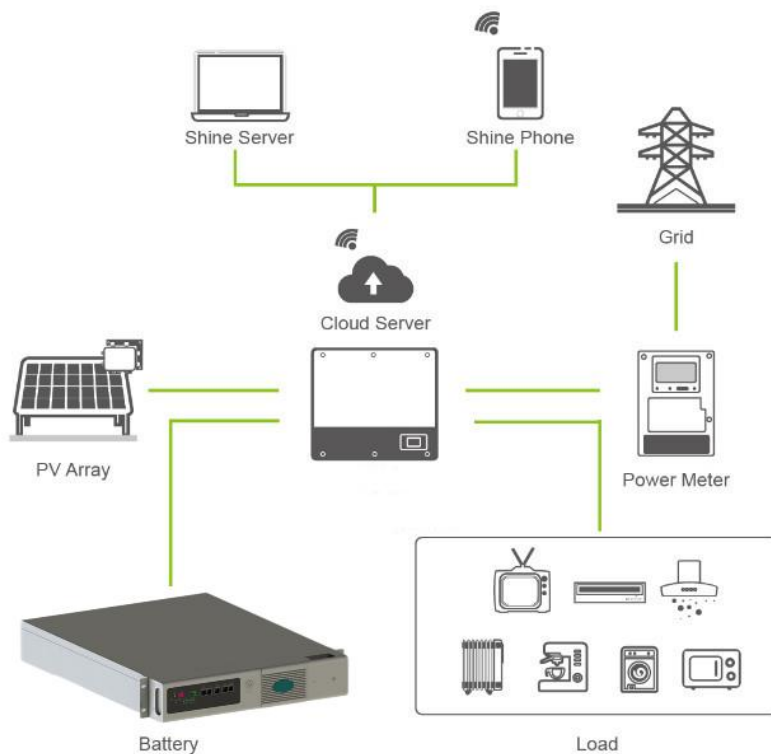 Shine Server
Shine Phone
Grid
Cloud Server
PV Array
Power Meter
Battery
Load